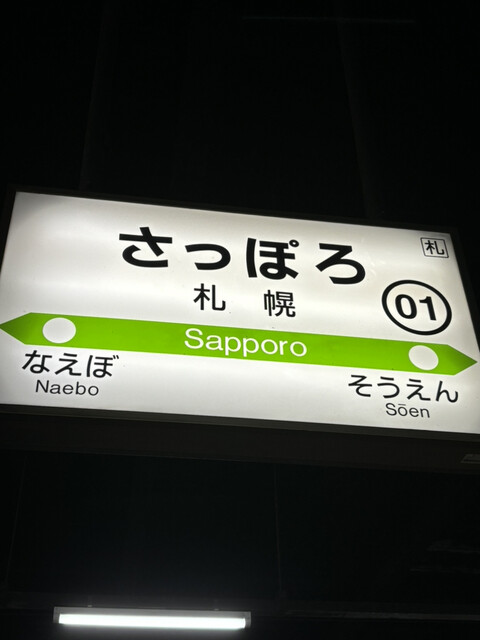 札
さっぽろ
札幌
01
Sapporo
なえぼ
Naebo
そうえん
Sōen